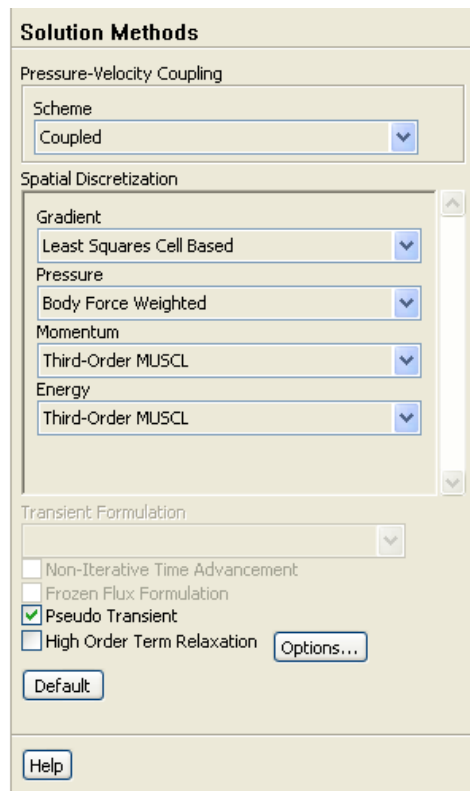 Solution Methods
Pressure-Velocity Coupling
Scheme
Coupled
Spatial Discretization
Gradient
Least Squares Cell Based
Pressure
Body Force Weighted
Momentum
Third-Order MUSCL
Energy
Third-Order MUSCL
Transient Formulation
Non-Iterative Time Advancement
Frozen Flux Formulation
Pseudo Transient
High Order Term Relaxation Options...
Default
Help